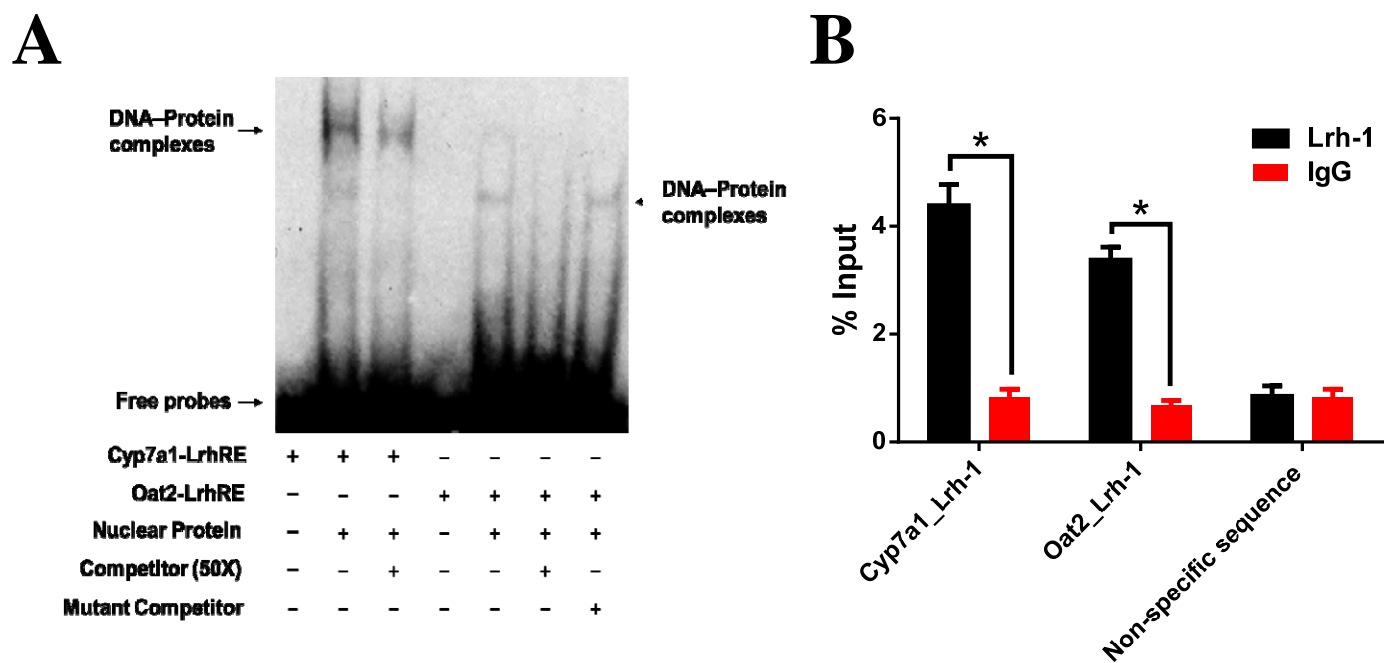 A
DNA–Protein
complexes
DNA–Protein
complexes
Free probes
Cyp7a1-LrhRE + + + – – – –
Oat2-LrhRE – – – + + + +
Nuclear Protein – + + – + + +
Competitor (50X) – – + – – + –
Mutant Competitor – – – – – – +
B
% Input
6
4
2
0
*
*
Lrh-1
IgG
Cyp7a1_Lrh-1
Oat2_Lrh-1
Non-specific sequence